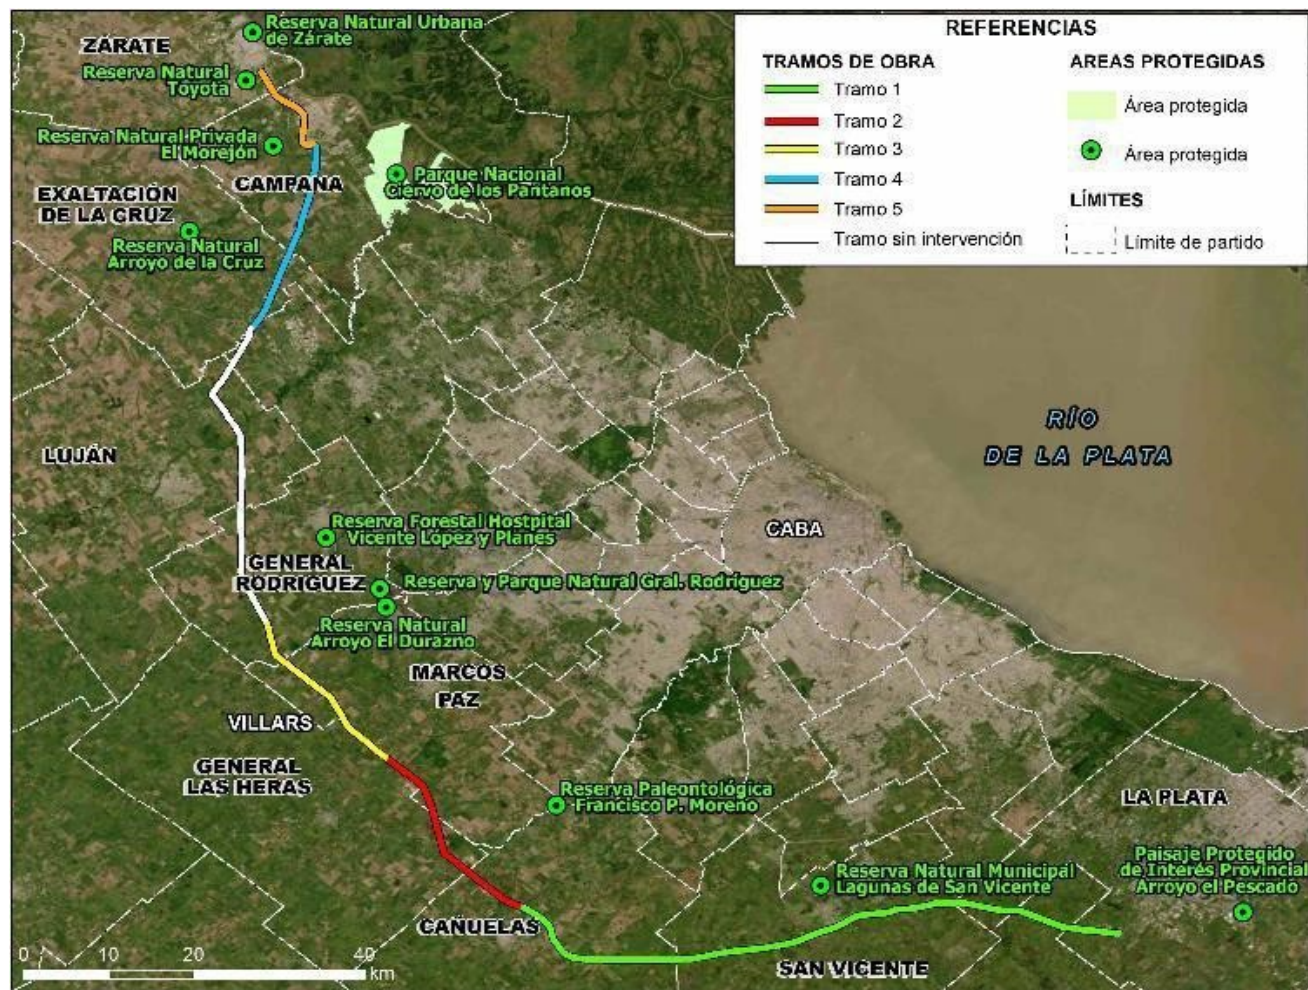 Reserva Natural Urbana
de Zárate
ZÁRATE
Reserva Natural
Toyota
Reserva Natural Privada
El Morejón
CAMPANA
Parque Nacional
Ciervo de los Pantanos
EXALTACIÓN
DE LA CRUZ
Reserva Natural
Arroyo de la Cruz
REFERENCIAS
TRAMOS DE OBRA
Tramo 1
Tramo 2
Tramo 3
Tramo 4
Tramo 5
Tramo sin intervención
AREAS PROTEGIDAS
Área protegida
Área protegida
LÍMITES
Límite de partido
RÍO
DE LA PLATA
LUJÁN
CABA
Reserva Forestal Hostpital
Vicente López y Planes
GENERAL
RODRIGUEZ
Reserva y Parque Natural Gral. Rodríguez
Reserva Natural
Arroyo El Durazno
MARCOS
PAZ
VILLARS
GENERAL
LAS HERAS
Reserva Paleontológica
Francisco P. Moreno
LA PLATA
Reserva Natural Municipal
Lagunas de San Vicente
Paisaje Protegido
de Interés Provincial
Arroyo el Pescado
CAÑUELAS
SAN VICENTE
0 10 20 40
km